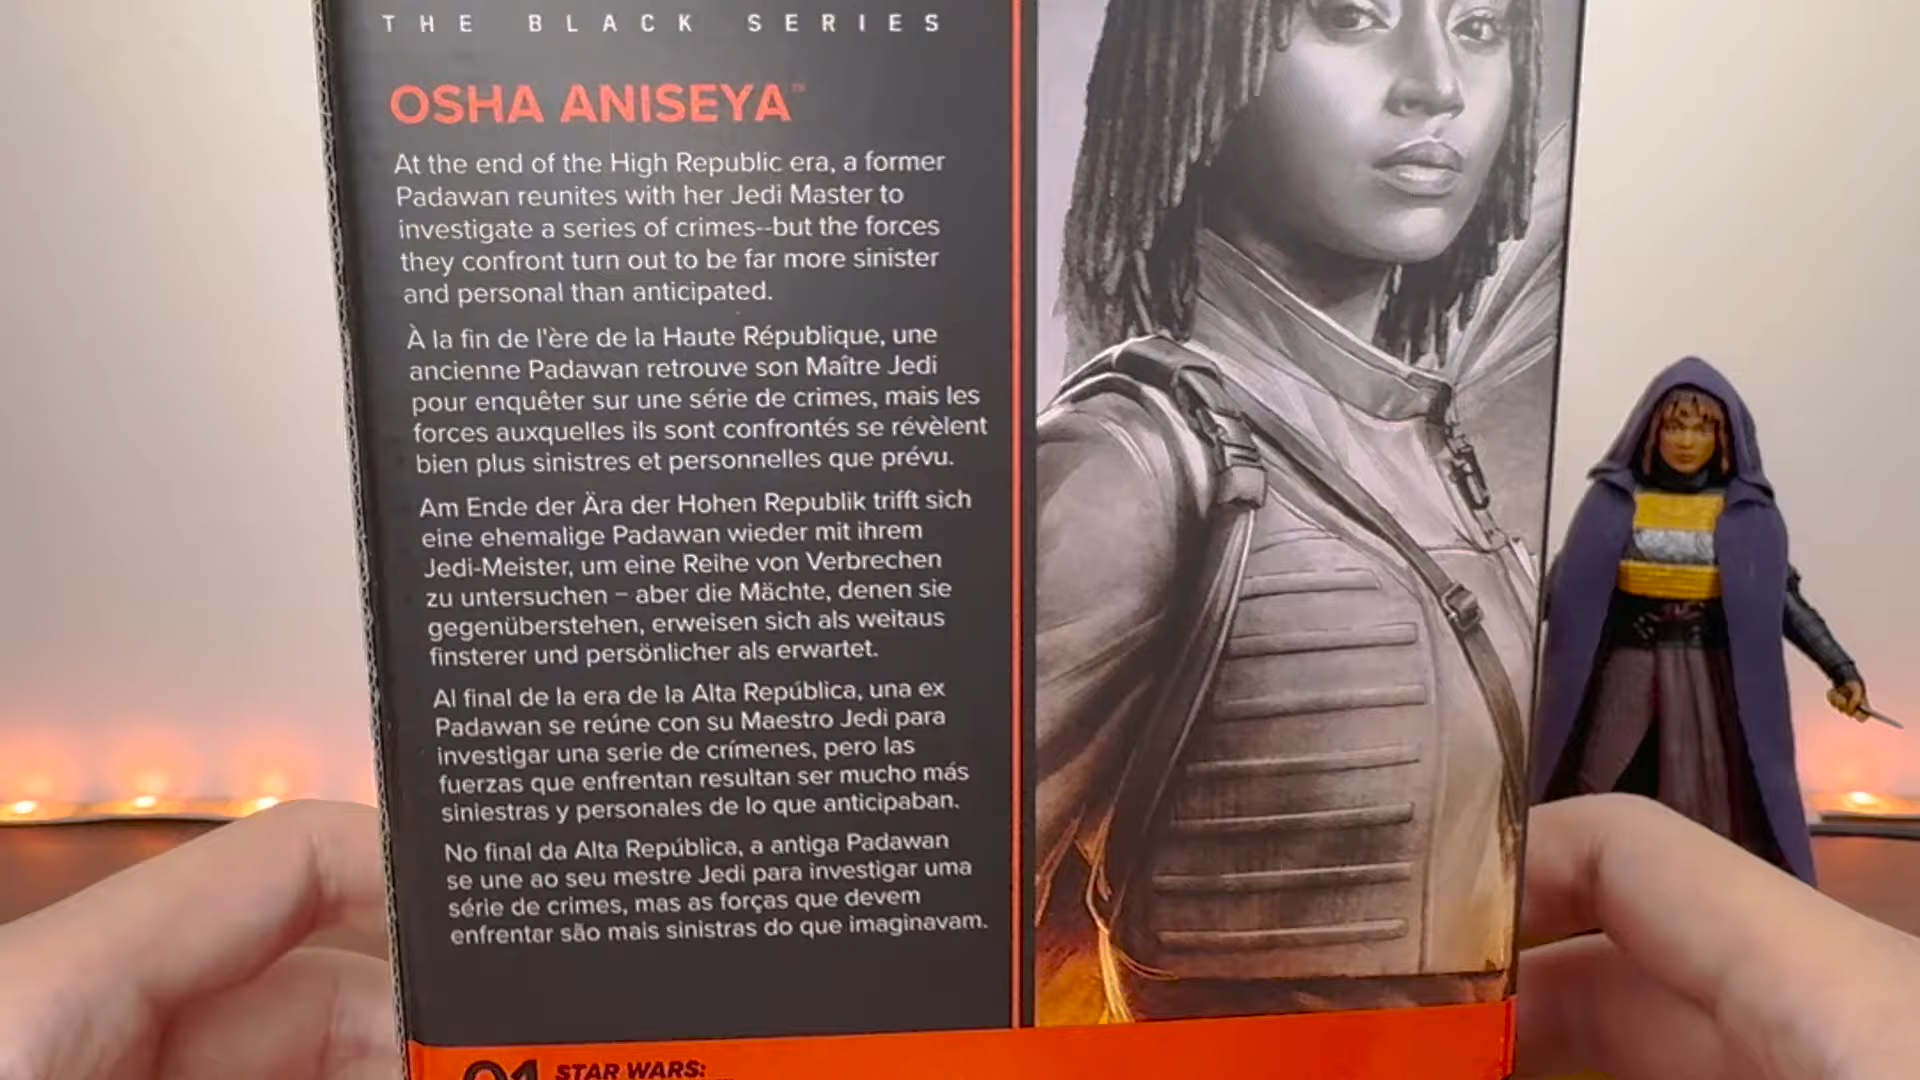 THE BLACK SERIES
OSHA ANISEYA™
At the end of the High Republic era, a former
Padawan reunites with her Jedi Master to
investigate a series of crimes--but the forces
they confront turn out to be far more sinister
and personal than anticipated.
À la fin de l'ère de la Haute République, une
ancienne Padawan retrouve son Maître Jedi
pour enquêter sur une série de crimes, mais les
forces auxquelles ils sont confrontés se révèlent
bien plus sinistres et personnelles que prévu.
Am Ende der Ära der Hohen Republik trifft sich
eine ehemalige Padawan wieder mit ihrem
Jedi-Meister, um eine Reihe von Verbrechen
zu untersuchen – aber die Mächte, denen sie
gegenüberstehen, erweisen sich als weitaus
finsterer und persönlicher als erwartet.
Al final de la era de la Alta República, una ex
Padawan se reúne con su Maestro Jedi para
investigar una serie de crímenes, pero las
fuerzas que enfrentan resultan ser mucho más
siniestras y personales de lo que anticipaban.
No final da Alta República, a antiga Padawan
se une ao seu mestre Jedi para investigar uma
série de crimes, mas as forças que devem
enfrentar são mais sinistras do que imaginavam.
01 STAR WARS: